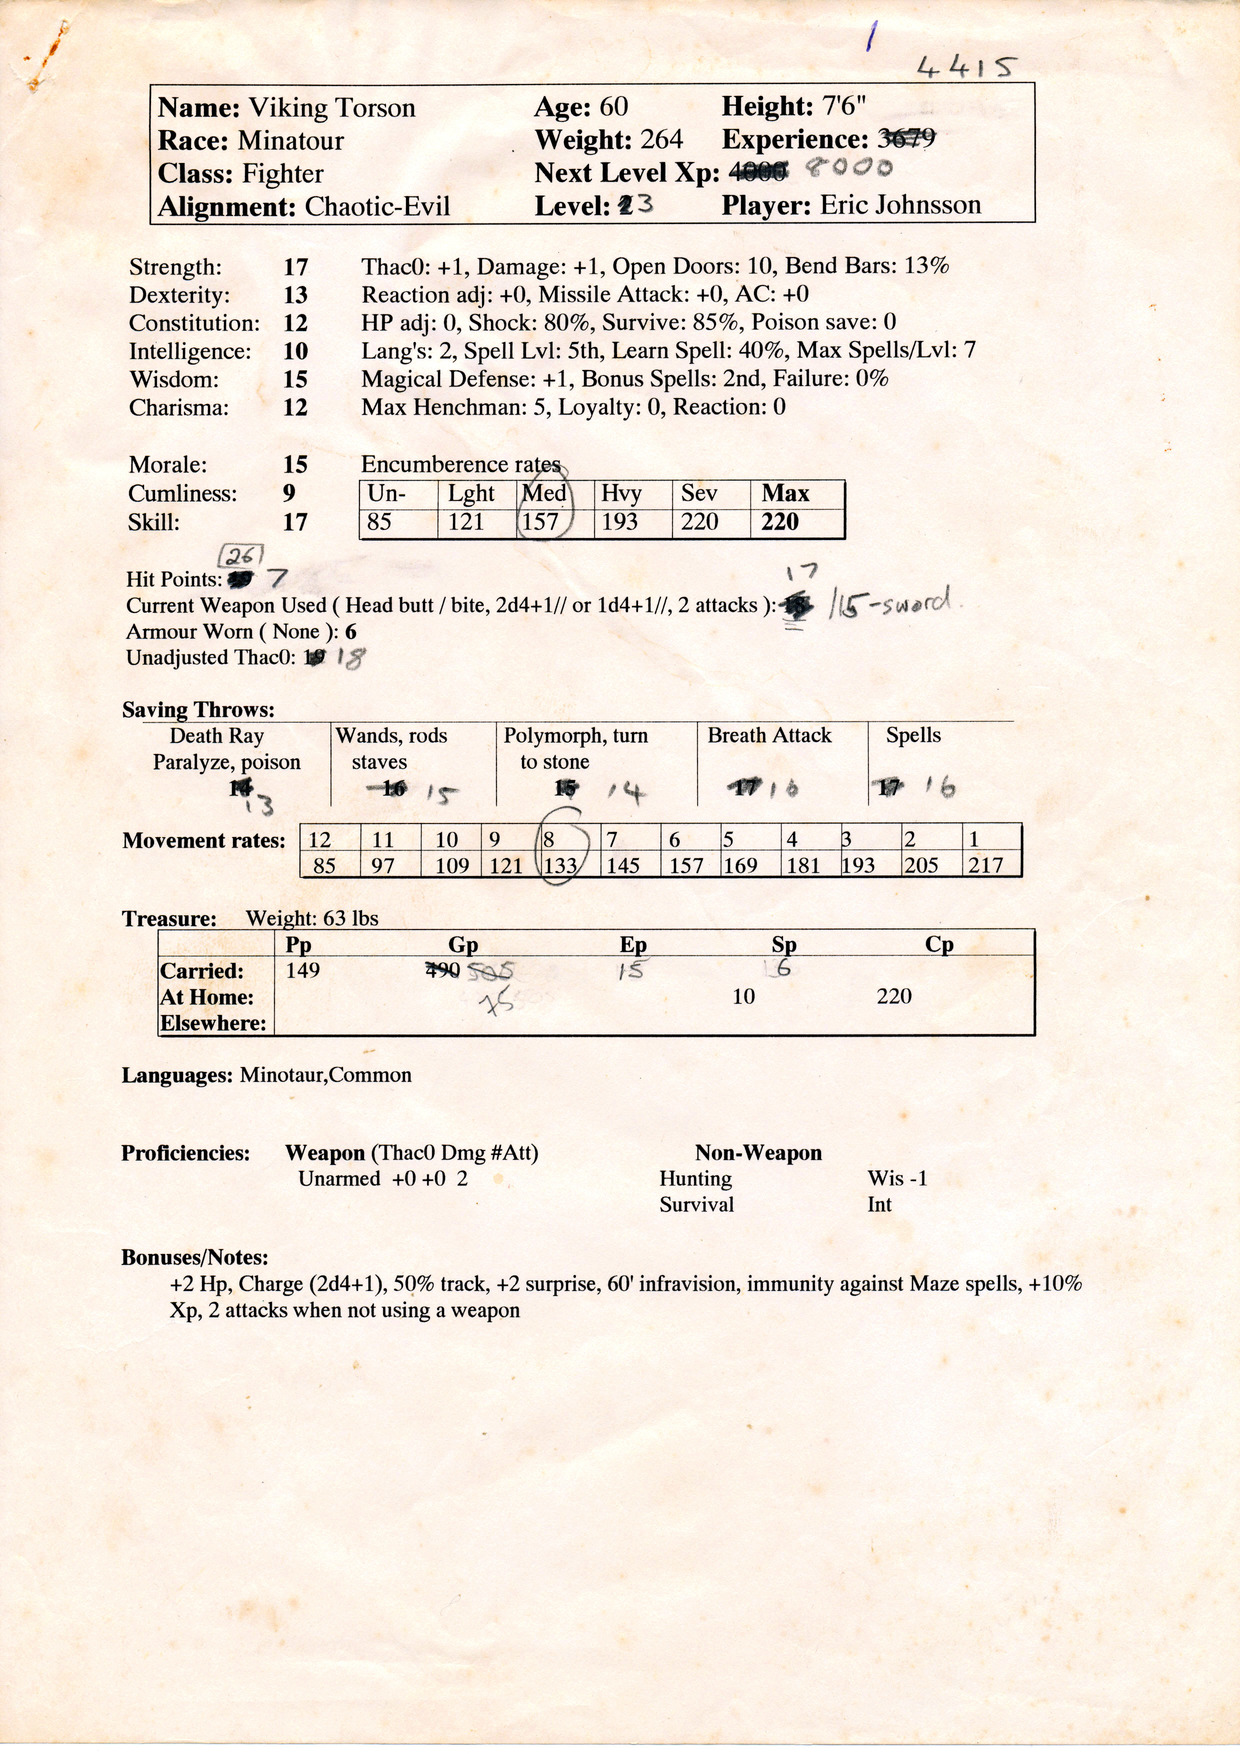 4415
Name: Viking Torson Age: 60 Height: 7'6"
Race: Minatour Weight: 264 Experience: 3679
Class: Fighter Next Level Xp: 4000 8000
Alignment: Chaotic-Evil Level: 3 Player: Eric Johnsson
Strength: 17 Thac0: +1, Damage: +1, Open Doors: 10, Bend Bars: 13%
Dexterity: 13 Reaction adj: +0, Missile Attack: +0, AC: +0
Constitution: 12 HP adj: 0, Shock: 80%, Survive: 85%, Poison save: 0
Intelligence: 10 Lang's: 2, Spell Lvl: 5th, Learn Spell: 40%, Max Spells/Lvl: 7
Wisdom: 15 Magical Defense: +1, Bonus Spells: 2nd, Failure: 0%
Charisma: 12 Max Henchman: 5, Loyalty: 0, Reaction: 0
Morale: 15 Encumberence rates
Cumliness: 9 Un- Lght Med Hvy Sev Max
Skill: 17 85 121 157 193 220 220
26
Hit Points: 7
17
Current Weapon Used ( Head butt / bite, 2d4+1// or 1d4+1//, 2 attacks ): /15-sword.
Armour Worn ( None ): 6
Unadjusted Thac0: 19 18
Saving Throws:
Death Ray Wands, rods Polymorph, turn Breath Attack Spells
Paralyze, poison staves to stone
14 16 15 15 14 17 16 17 16
13
Movement rates: 12 11 10 9 8 7 6 5 4 3 2 1
85 97 109 121 133 145 157 169 181 193 205 217
Treasure: Weight: 63 lbs
Pp Gp Ep Sp Cp
Carried: 149 490 505 15 6
At Home: 75 10 220
Elsewhere:
Languages: Minotaur,Common
Proficiencies: Weapon (Thac0 Dmg #Att) Non-Weapon
Unarmed +0 +0 2 Hunting Wis -1
Survival Int
Bonuses/Notes:
+2 Hp, Charge (2d4+1), 50% track, +2 surprise, 60' infravision, immunity against Maze spells, +10%
Xp, 2 attacks when not using a weapon